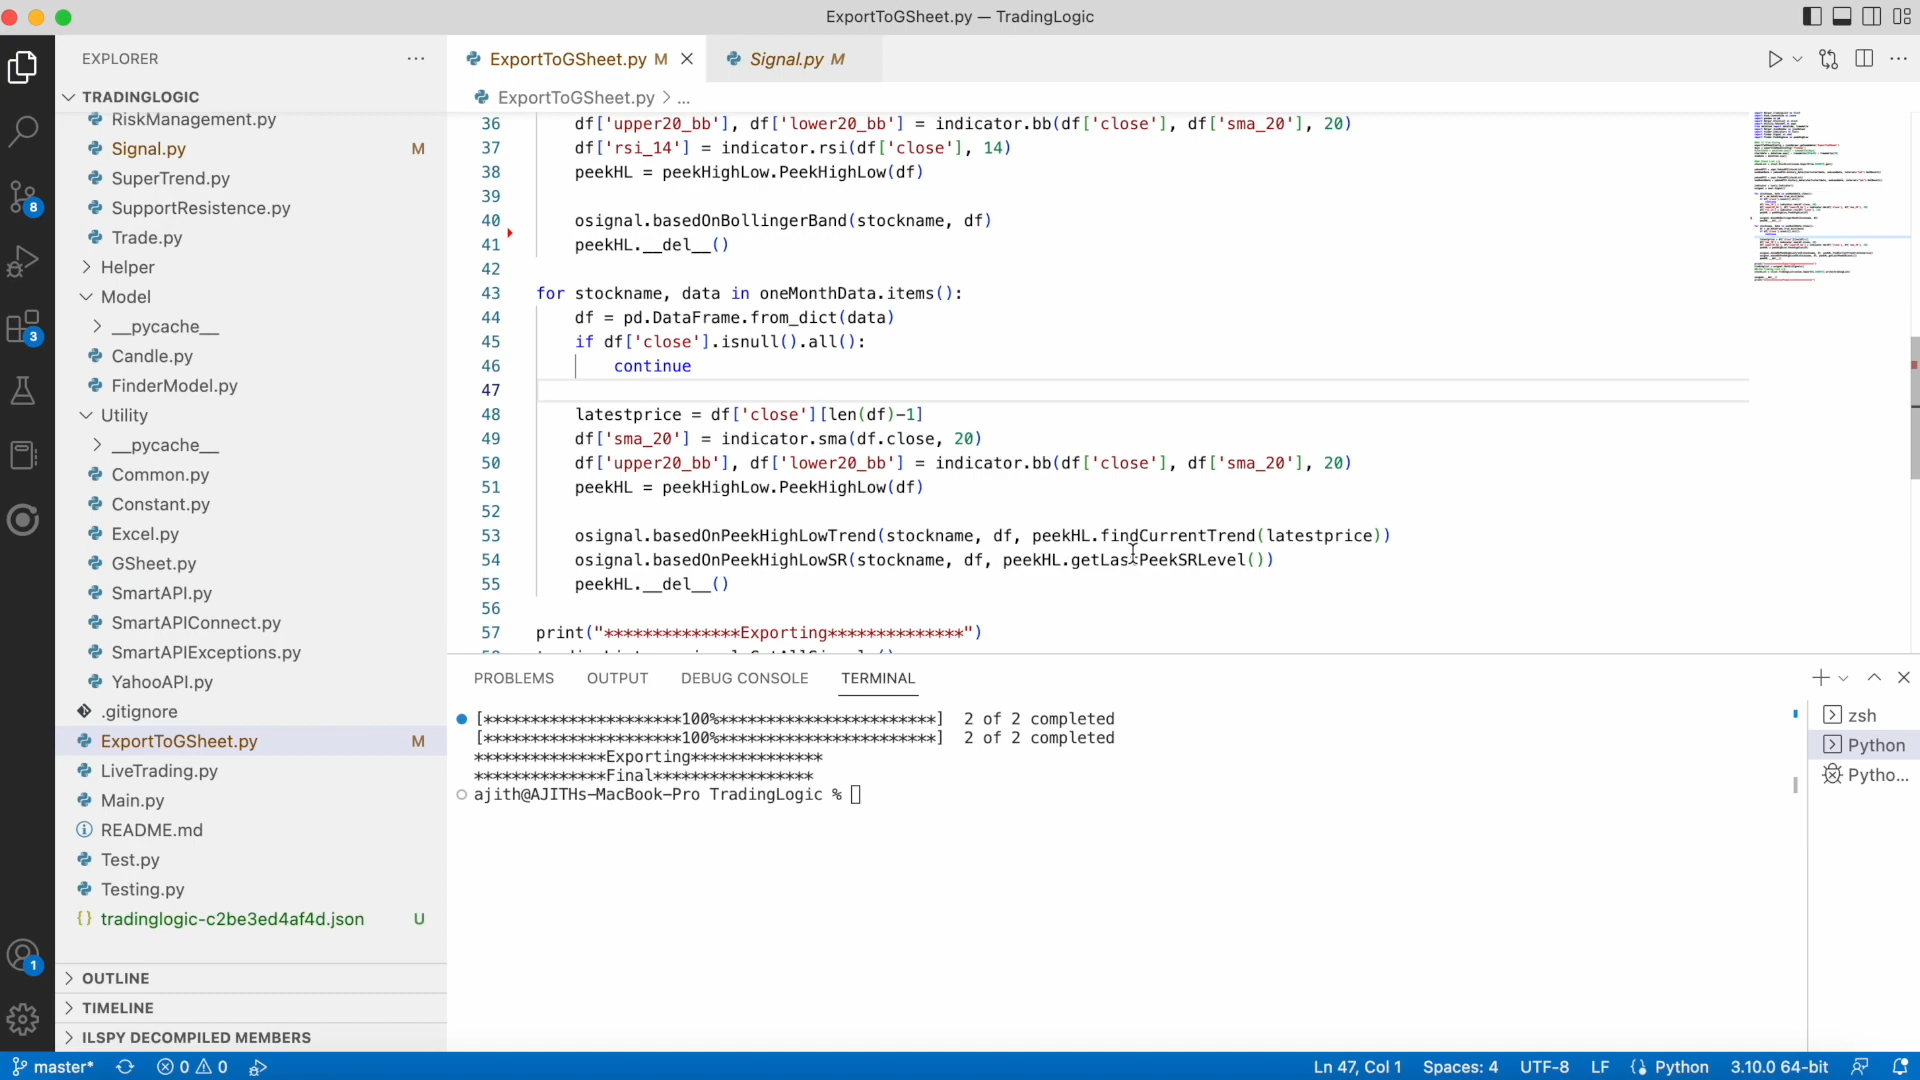 ExportToGSheet.py — TradingLogic
EXPLORER
TRADINGLOGIC
RiskManagement.py
Signal.py M
SuperTrend.py
SupportResistence.py
Trade.py
Helper
Model
__pycache__
Candle.py
FinderModel.py
Utility
__pycache__
Common.py
Constant.py
Excel.py
GSheet.py
SmartAPI.py
SmartAPIConnect.py
SmartAPIExceptions.py
YahooAPI.py
.gitignore
ExportToGSheet.py M
LiveTrading.py
Main.py
README.md
Test.py
Testing.py
{} tradinglogic-c2be3ed4af4d.json U
OUTLINE
TIMELINE
ILSPY DECOMPILED MEMBERS
8
3
1
ExportToGSheet.py M
Signal.py M
ExportToGSheet.py > ...
36 df['upper20_bb'], df['lower20_bb'] = indicator.bb(df['close'], df['sma_20'], 20)
37 df['rsi_14'] = indicator.rsi(df['close'], 14)
38 peekHL = peekHighLow.PeekHighLow(df)
39
40 osignal.basedOnBollingerBand(stockname, df)
41 peekHL.__del__()
42
43 for stockname, data in oneMonthData.items():
44 df = pd.DataFrame.from_dict(data)
45 if df['close'].isnull().all():
46 continue
47
48 latestprice = df['close'][len(df)-1]
49 df['sma_20'] = indicator.sma(df.close, 20)
50 df['upper20_bb'], df['lower20_bb'] = indicator.bb(df['close'], df['sma_20'], 20)
51 peekHL = peekHighLow.PeekHighLow(df)
52
53 osignal.basedOnPeekHighLowTrend(stockname, df, peekHL.findCurrentTrend(latestprice))
54 osignal.basedOnPeekHighLowSR(stockname, df, peekHL.getLastPeekSRLevel())
55 peekHL.__del__()
56
57 print("**************Exporting**************")
PROBLEMS OUTPUT DEBUG CONSOLE TERMINAL
[*********************100%***********************] 2 of 2 completed
[*********************100%***********************] 2 of 2 completed
**************Exporting**************
**************Final*****************
ajith@AJITHs-MacBook-Pro TradingLogic %
zsh
Python
Pytho...
master* 0 0 Ln 47, Col 1 Spaces: 4 UTF-8 LF Python 3.10.0 64-bit